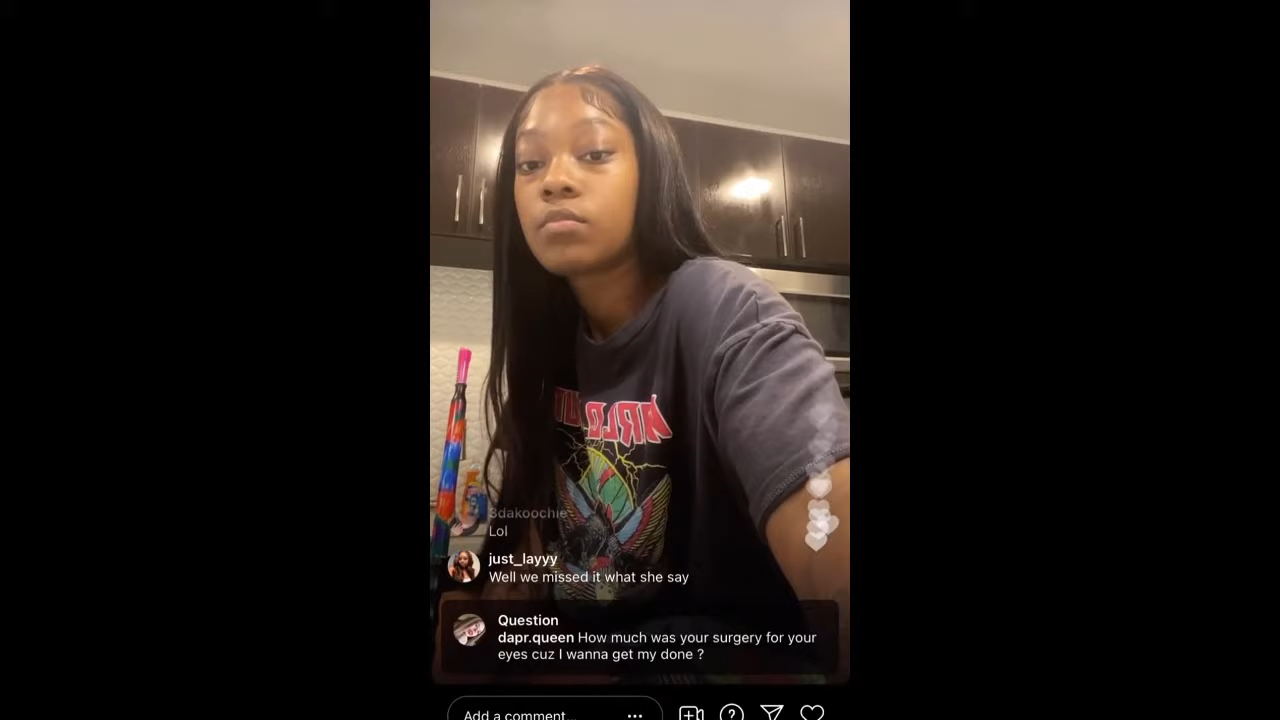 3dakoochie
Lol
just_layyy
Well we missed it what she say
Question
dapr.queen How much was your surgery for your
eyes cuz I wanna get my done ?
Add a comment...